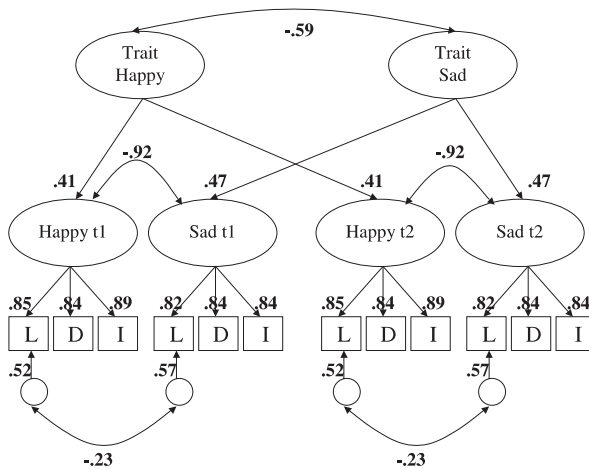 -.59
Trait
Happy
Trait
Sad
-.92
-.92
.41
.47
.41
.47
Happy t1
Sad t1
Happy t2
Sad t2
.85 .84 .89 .82 .84 .84 .85 .84 .89 .82 .84 .84
L D I L D I L D I L D I
.52 .57 .52 .57
-.23 -.23